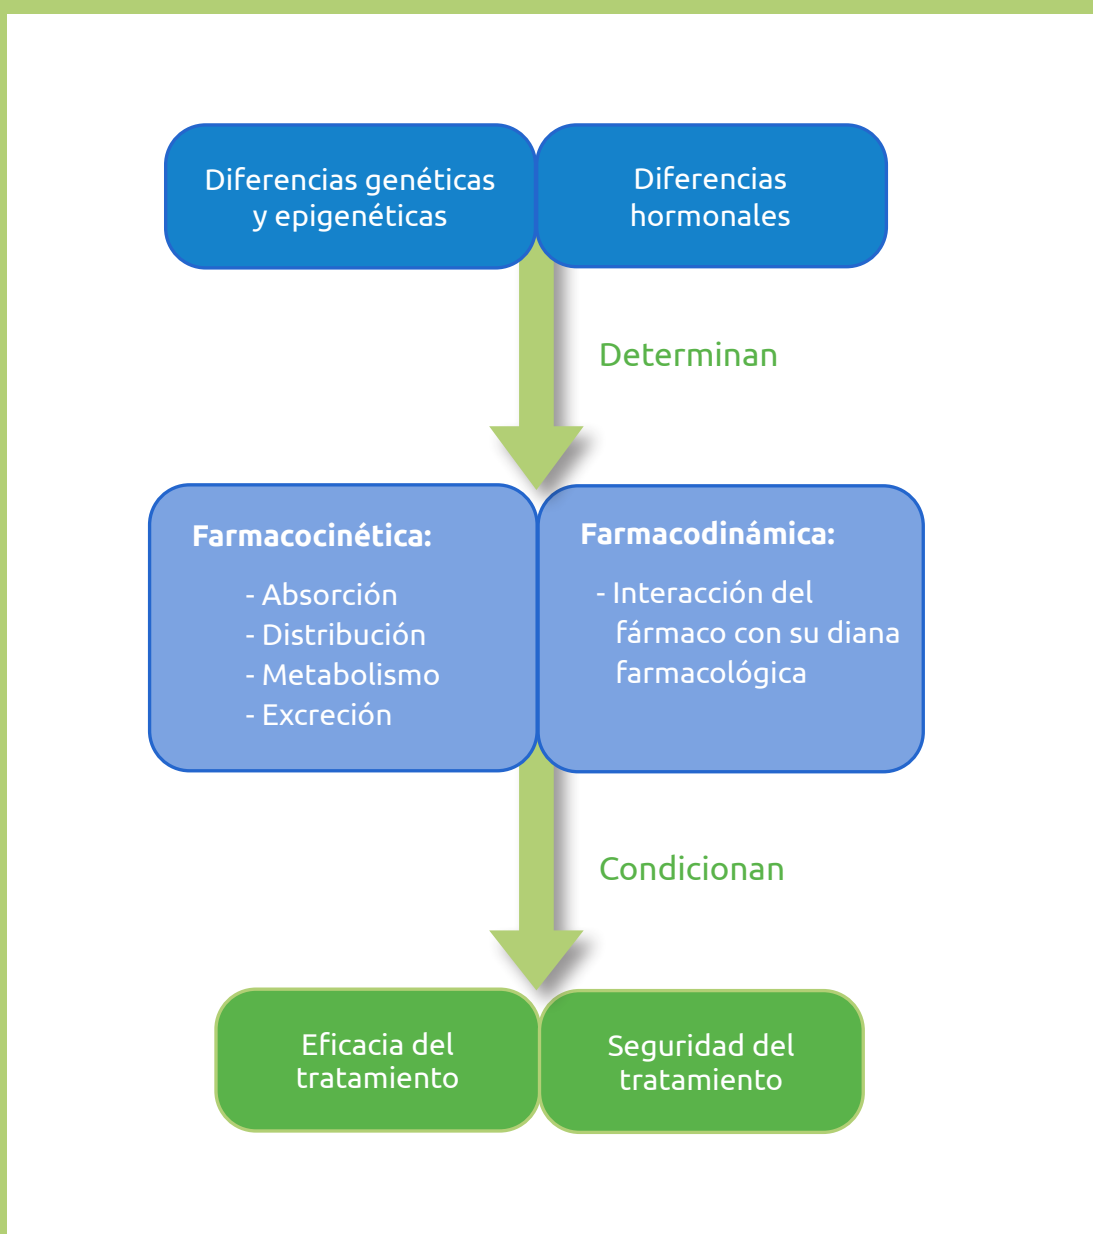 Diferencias genéticas
y epigenéticas
Diferencias
hormonales
Determinan
Farmacocinética:
- Absorción
- Distribución
- Metabolismo
- Excreción
Farmacodinámica:
- Interacción del
fármaco con su diana
farmacológica
Condicionan
Eficacia del
tratamiento
Seguridad del
tratamiento